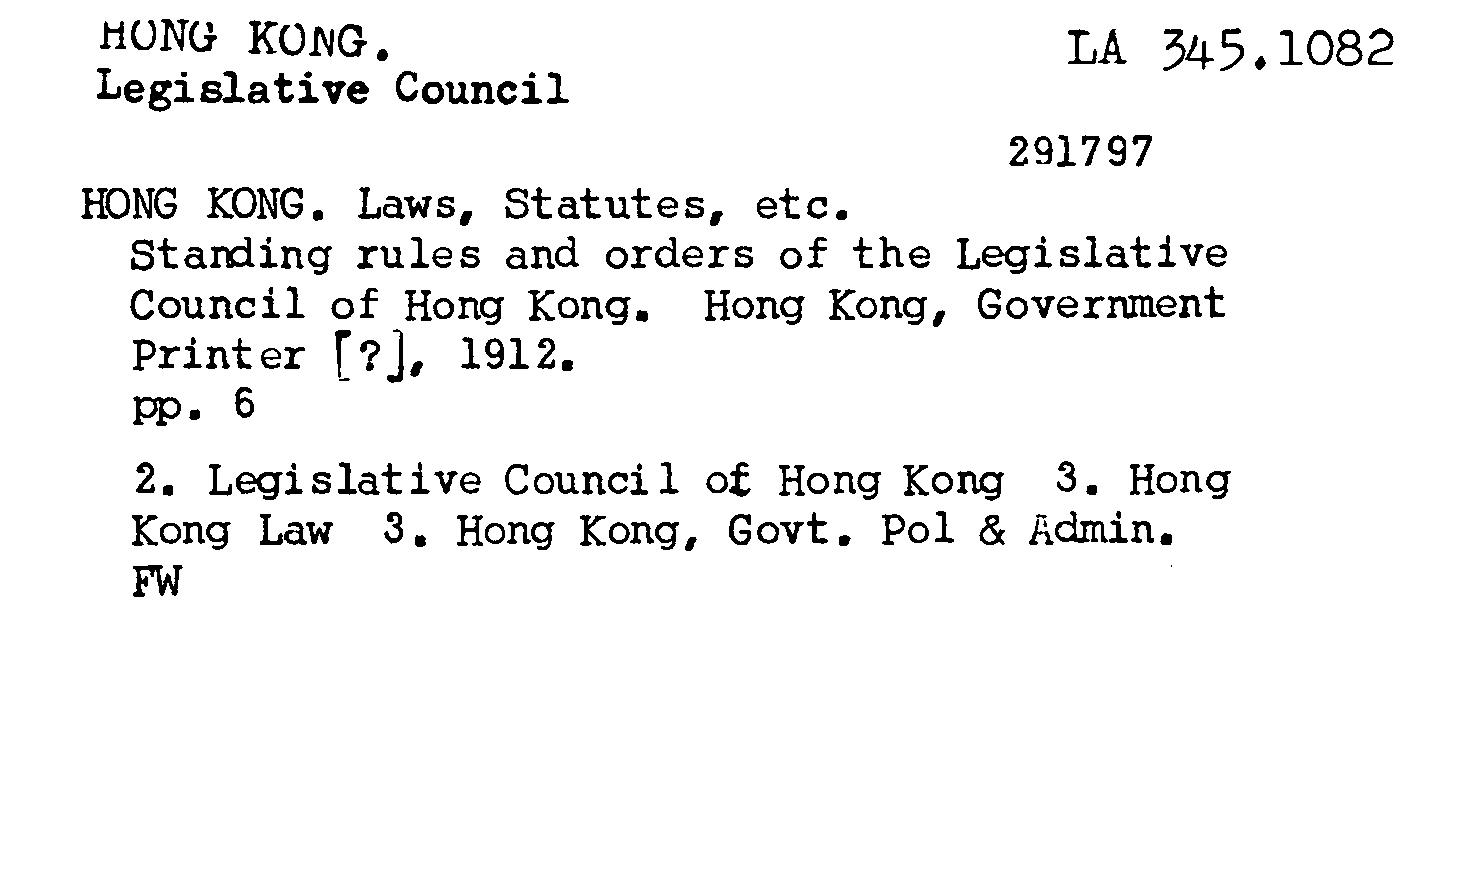 HONG KONG.
LA 345.1082
Legislative Council
291797
HONG KONG. Laws, Statutes, etc.
Standing rules and orders of the Legislative
Council of Hong Kong. Hong Kong, Government
Printer [?], 1912.
pp. 6
2. Legislative Council of Hong Kong 3. Hong
Kong Law 3. Hong Kong, Govt. Pol & Admin.
FW